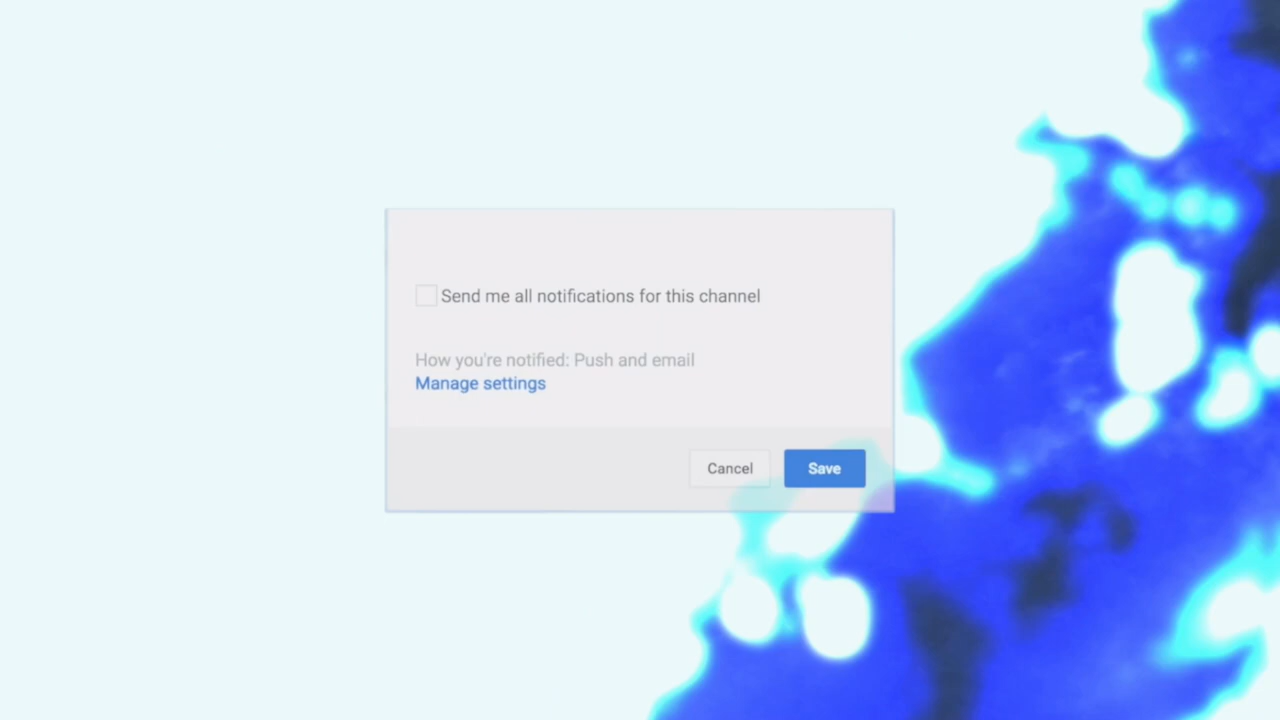 Send me all notifications for this channel
How you're notified: Push and email
Manage settings
Cancel
Save